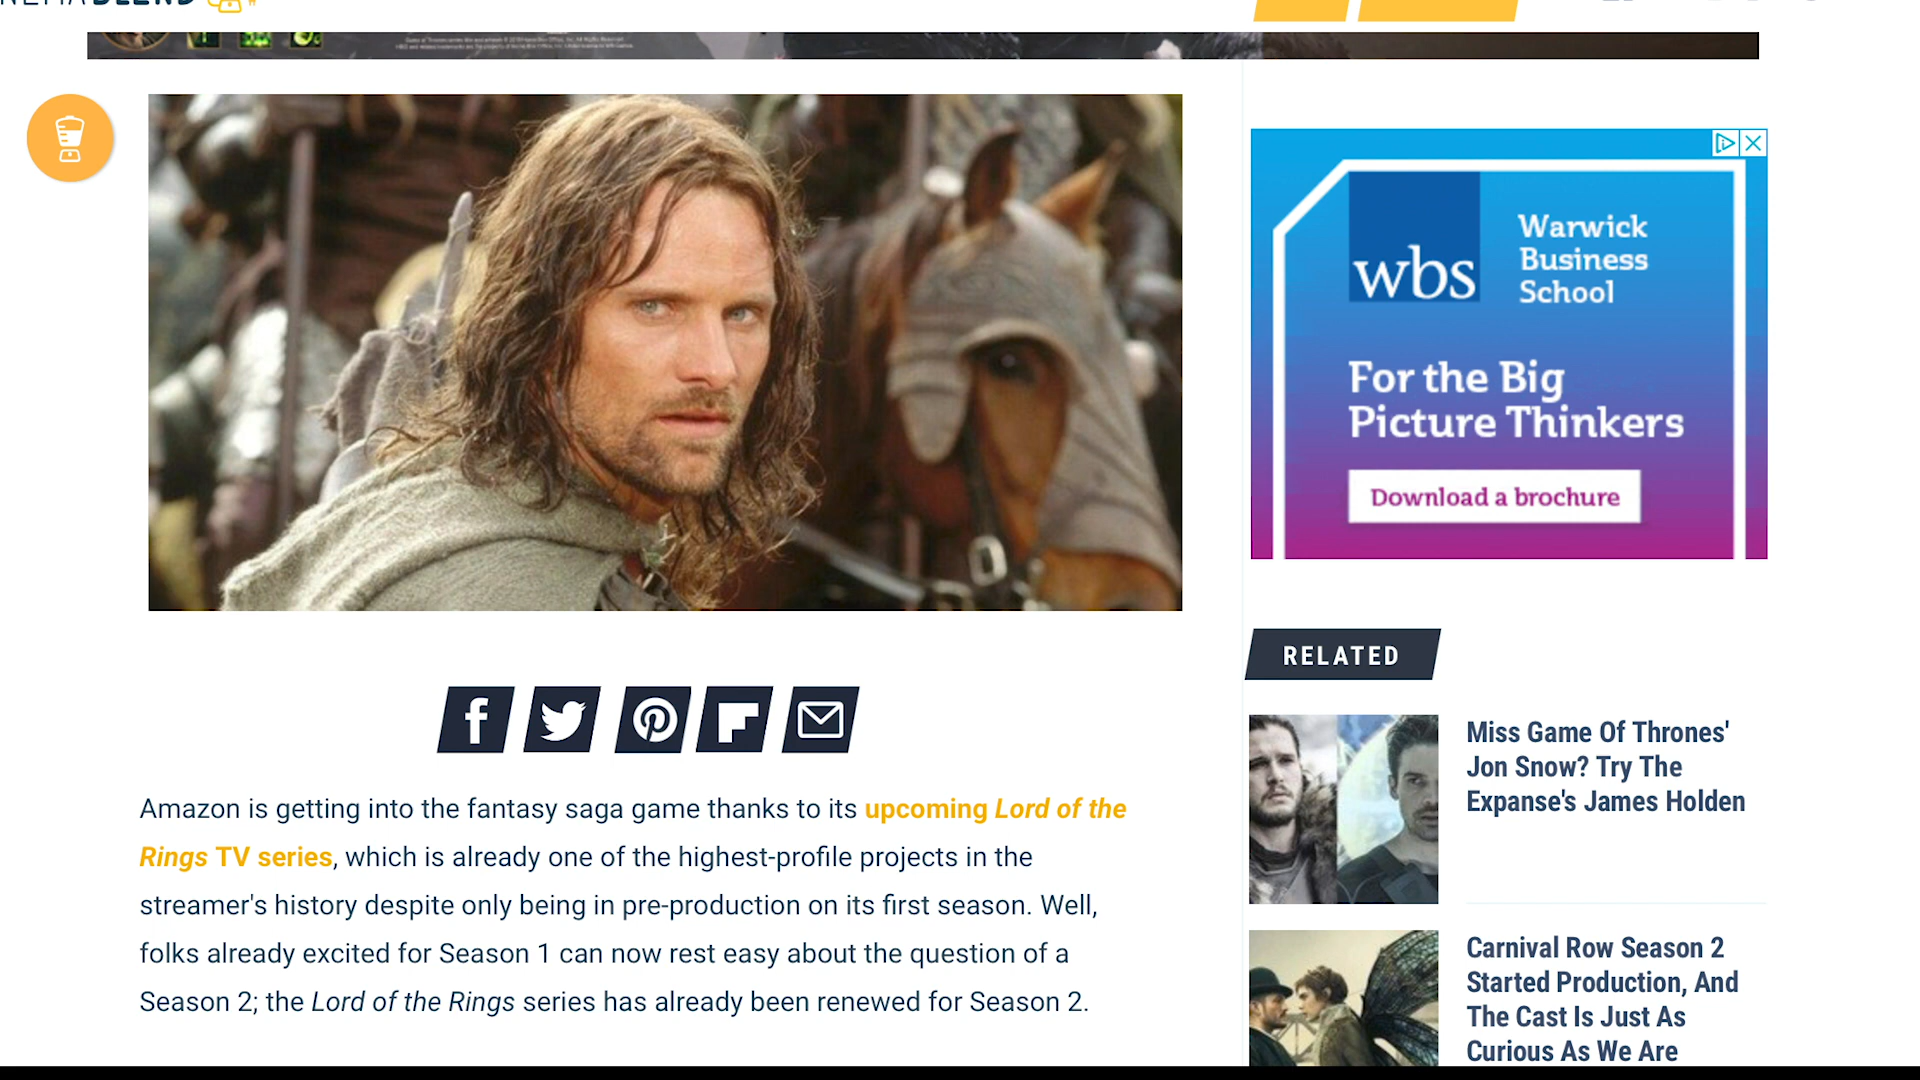 BLEND
wbs
Warwick
Business
School
For the Big
Picture Thinkers
Download a brochure
RELATED
Miss Game Of Thrones'
Jon Snow? Try The
Expanse's James Holden
Amazon is getting into the fantasy saga game thanks to its upcoming Lord of the
Rings TV series, which is already one of the highest-profile projects in the
streamer's history despite only being in pre-production on its first season. Well,
folks already excited for Season 1 can now rest easy about the question of a
Season 2; the Lord of the Rings series has already been renewed for Season 2.
Carnival Row Season 2
Started Production, And
The Cast Is Just As
Curious As We Are